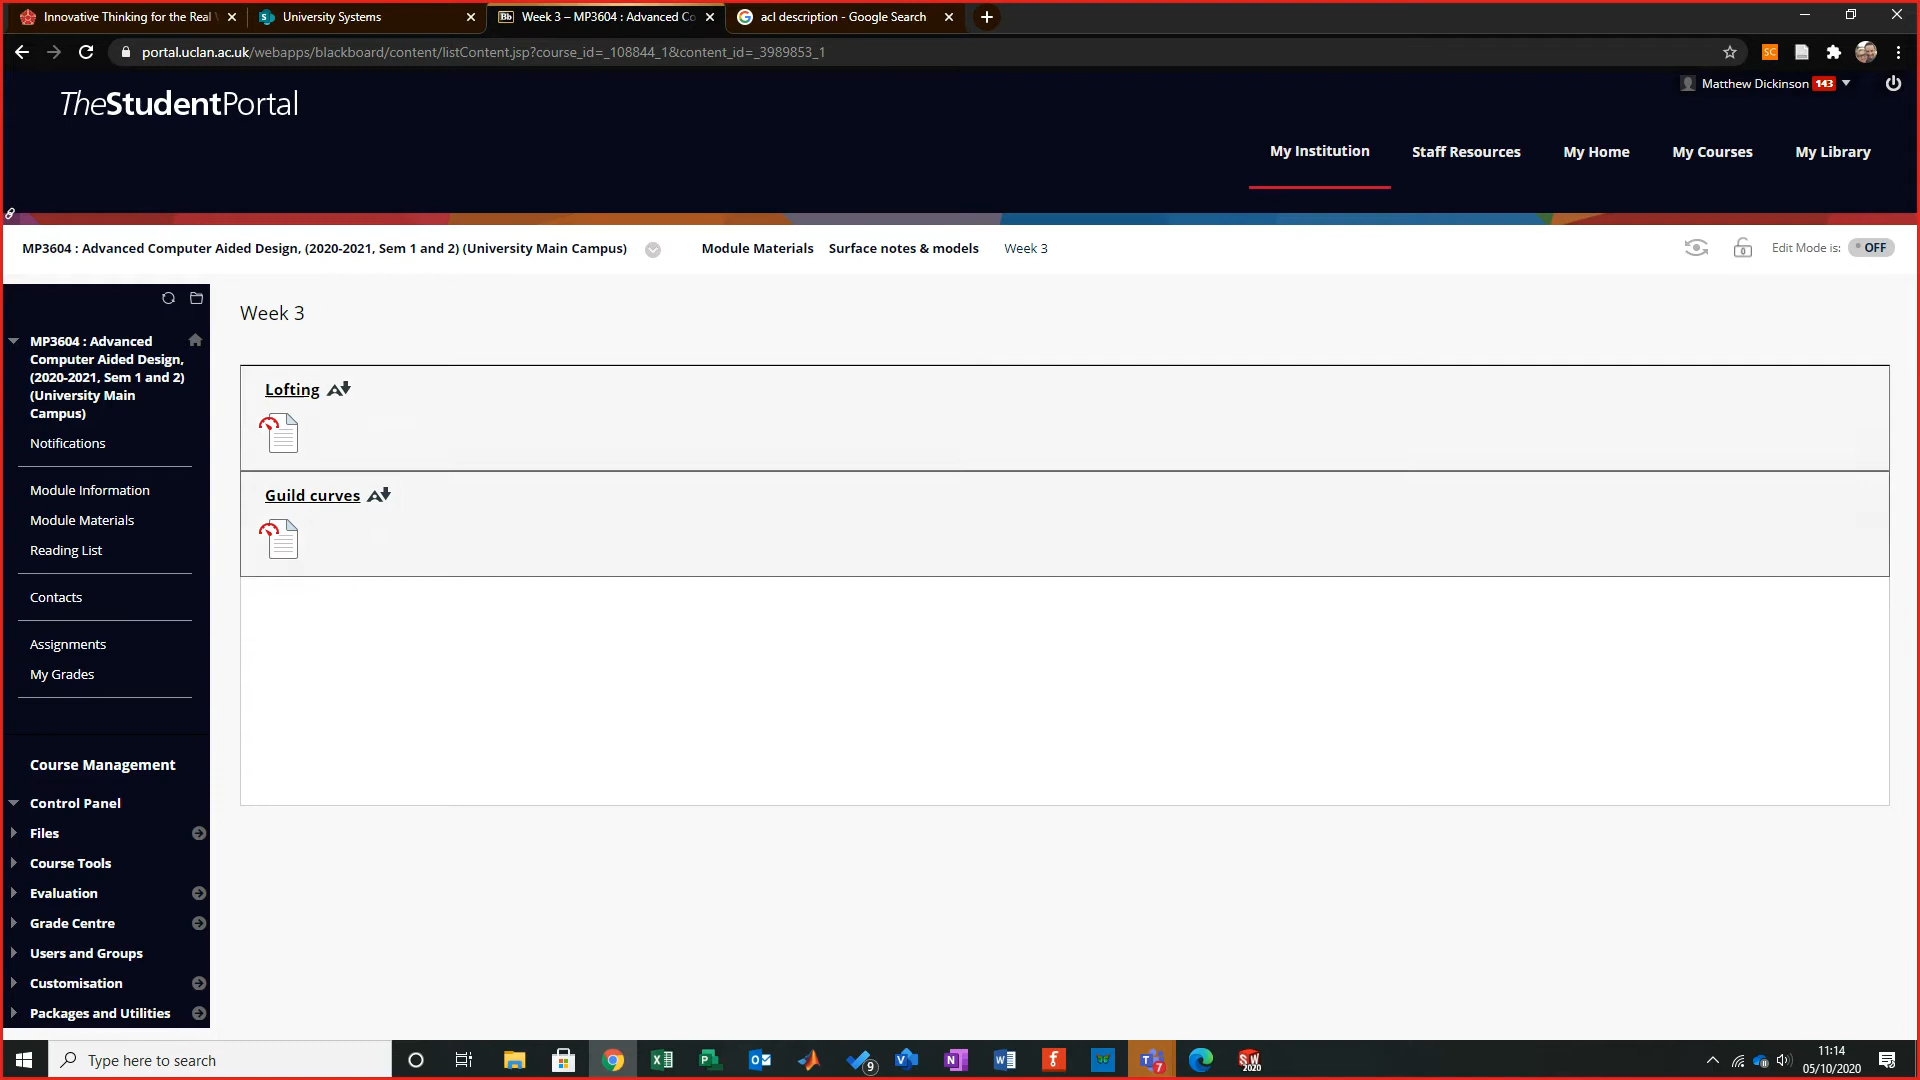 Innovative Thinking for the Real
University Systems
Bb Week 3 – MP3604 : Advanced Co
acl description - Google Search
portal.uclan.ac.uk/webapps/blackboard/content/listContent.jsp?course_id=_108844_1&content_id=_3989853_1
SC
TheStudentPortal
Matthew Dickinson 143
My Institution
Staff Resources
My Home
My Courses
My Library
MP3604 : Advanced Computer Aided Design, (2020-2021, Sem 1 and 2) (University Main Campus)
Module Materials
Surface notes & models
Week 3
Edit Mode is: OFF
MP3604 : Advanced
Computer Aided Design,
(2020-2021, Sem 1 and 2)
(University Main
Campus)
Notifications
Module Information
Module Materials
Reading List
Contacts
Assignments
My Grades
Course Management
Control Panel
Files
Course Tools
Evaluation
Grade Centre
Users and Groups
Customisation
Packages and Utilities
Week 3
Lofting
Guild curves
Type here to search
9
7
SW
2020
11:14
05/10/2020